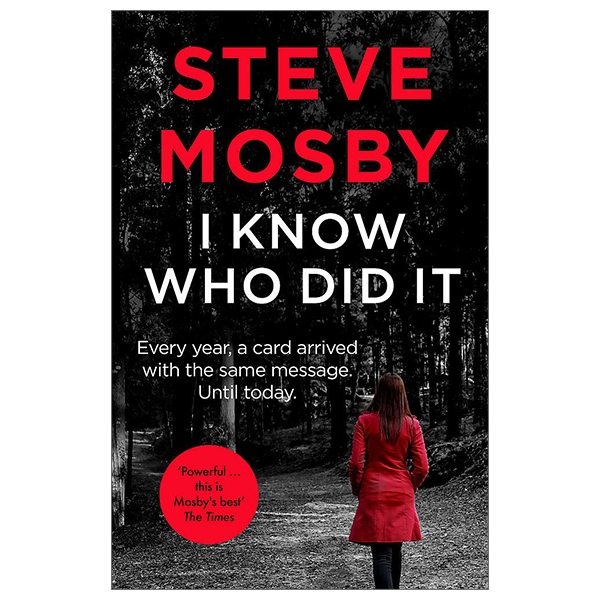 STEVE
MOSBY
I KNOW
WHO DID IT
Every year, a card arrived
with the same message.
Until today.
‘Powerful ...
this is
Mosby's best’
The Times